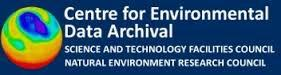 Centre for Environmental
Data Archival
SCIENCE AND TECHNOLOGY FACILITIES COUNCIL
NATURAL ENVIRONMENT RESEARCH COUNCIL